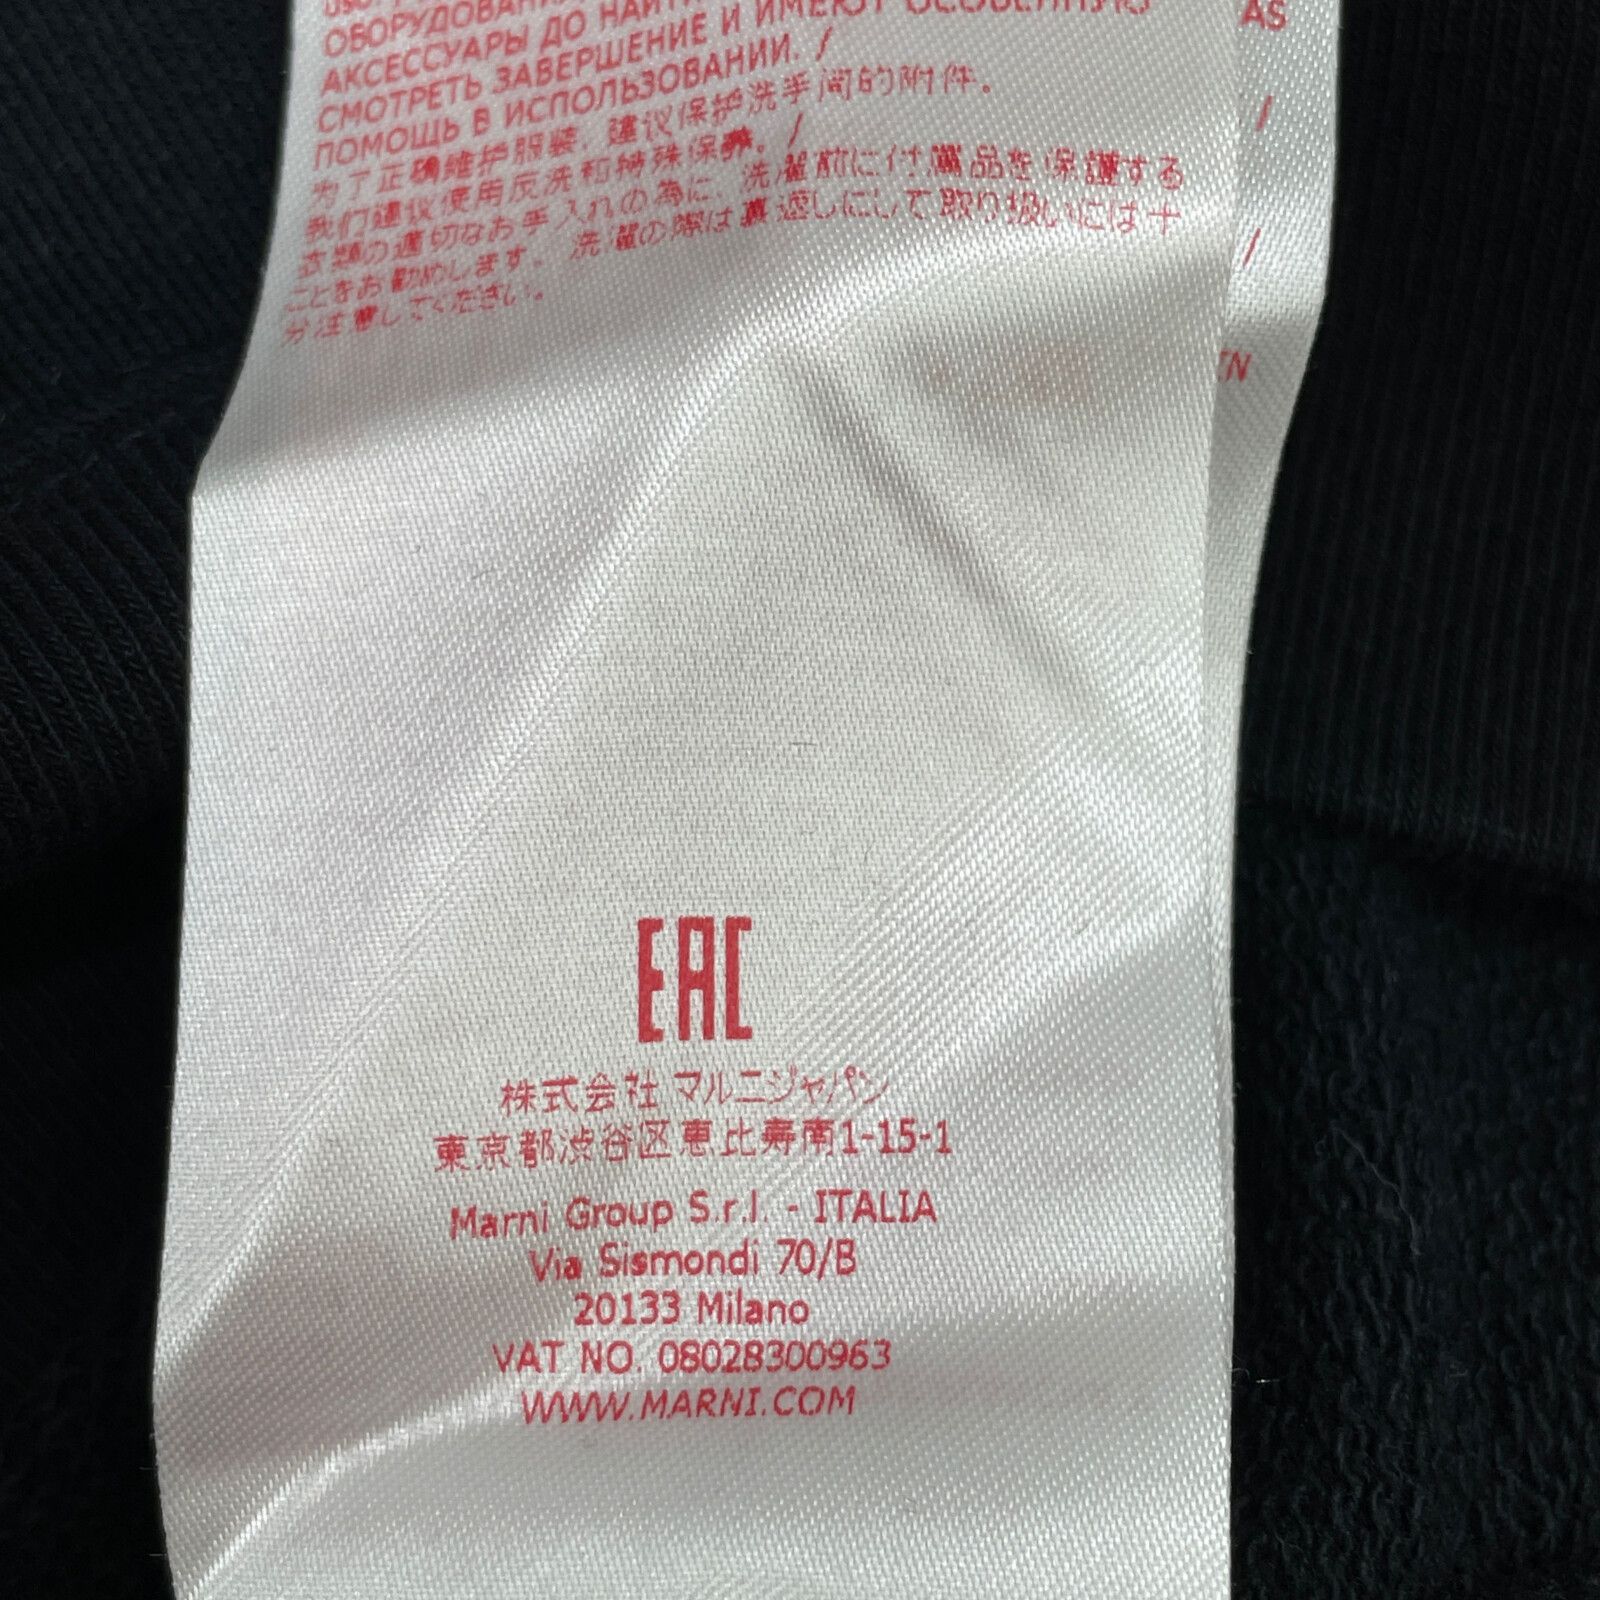 ОБОРУДОВАНИ
АКСЕССУАРЫ ДО НАЙТИ
И ИМЕЮТ ОСОБЕННУЮ
СМОТРЕТЬ ЗАВЕРШЕНИЕ
ПОМОЩЬ В ИСПОЛЬЗОВАНИИ. /
为了正确维护服装, 建议保护洗手间的附件。
我们建议使用反洗和特殊保养。 /
衣類の適切なお手入れの為に、洗濯前に付属品を保護する
ことをお勧めします。 洗濯の際は裏返しにして取り扱いには十
分注意してください。
AS
/
/
EN
EAC
株式会社 マルニジャパン
東京都渋谷区恵比寿南1-15-1
Marni Group S.r.l. - ITALIA
Via Sismondi 70/B
20133 Milano
VAT NO. 08028300963
WWW.MARNI.COM